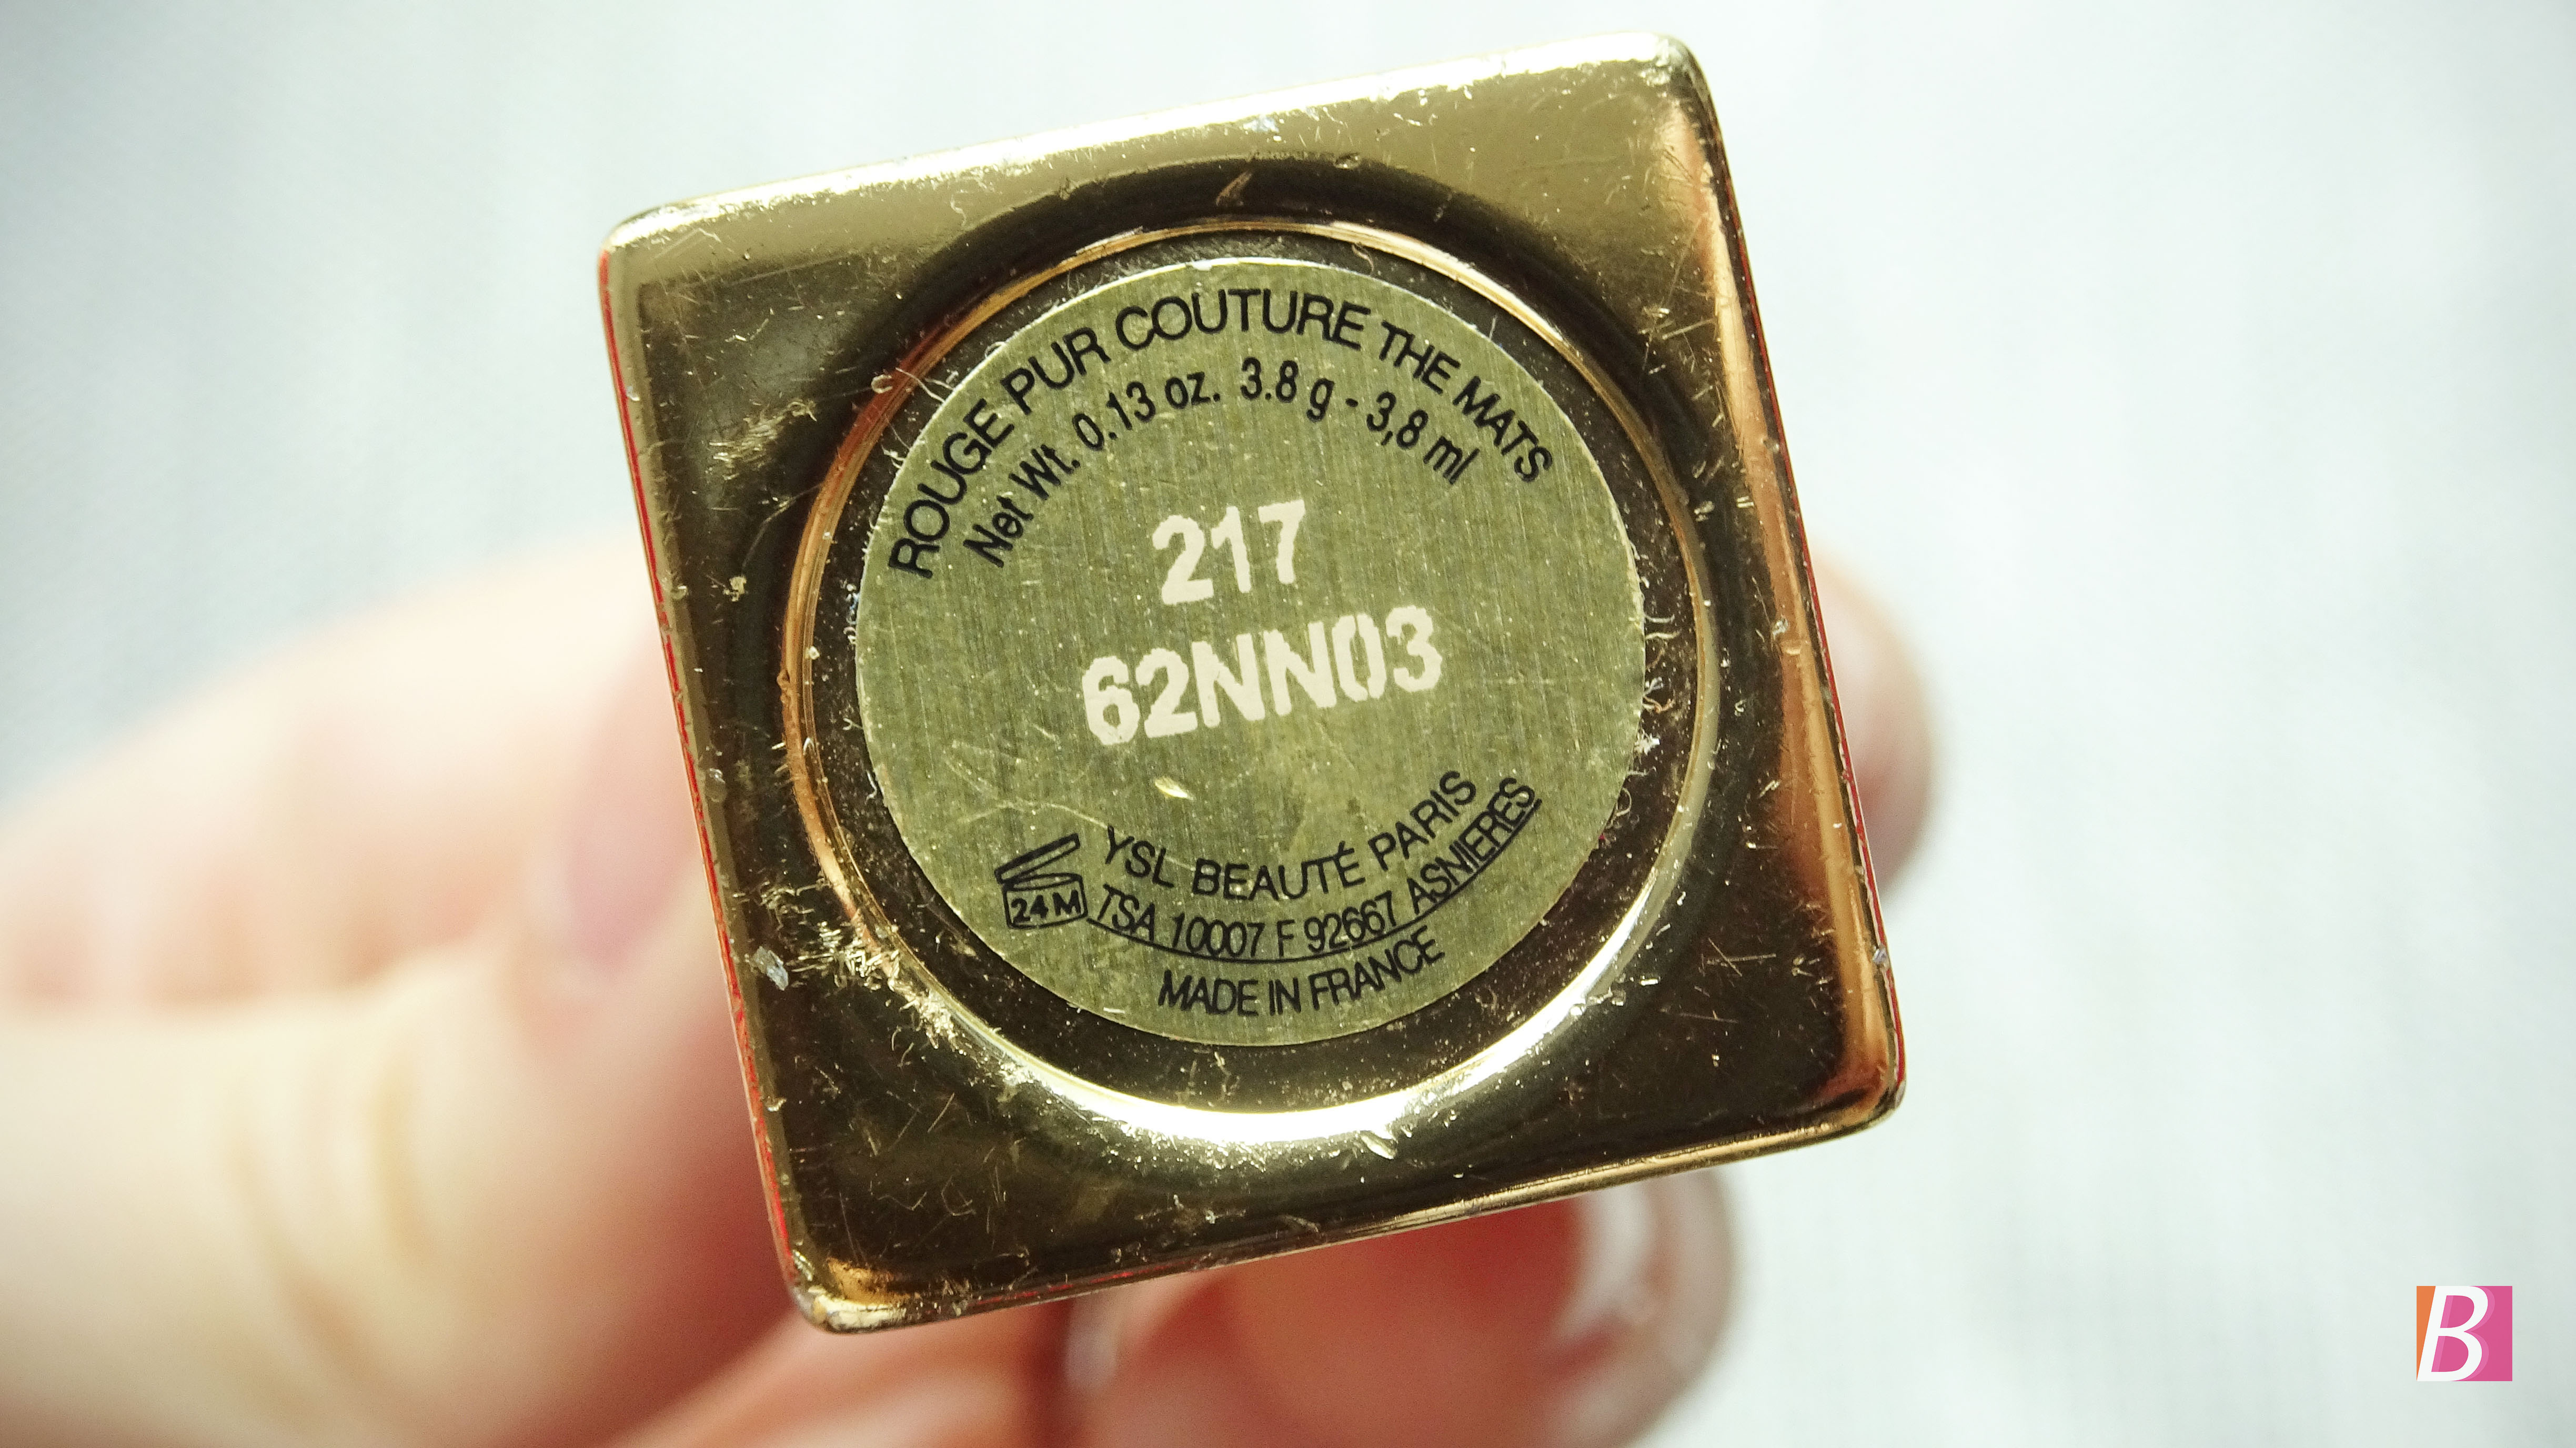 ROUGE PUR COUTURE THE MATS
Net Wt. 0.13 oz. 3.8 g - 3,8 ml
217
62NN03
24 M
YSL BEAUTÉ PARIS
TSA 10007 F 92667 ASNIERES
MADE IN FRANCE
B